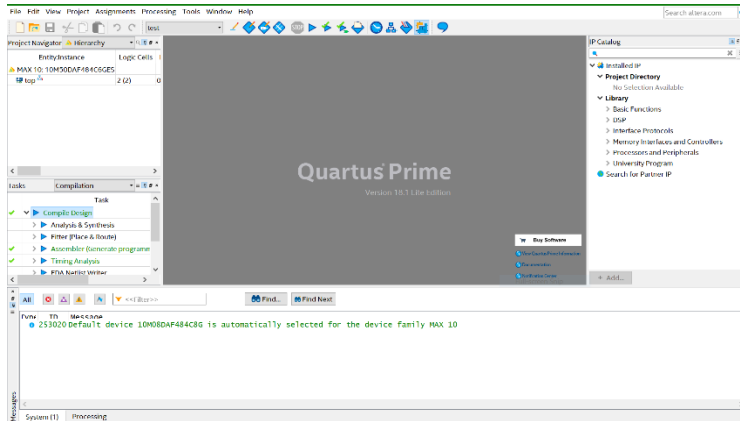 File Edit View Project Assignments Processing Tools Window Help
Search altera.com
test
Project Navigator Hierarchy
Entity:Instance Logic Cells
MAX 10: 10M50DAF484C6GES
top 2 (2) 0
Tasks Compilation
Task
Compile Design
Analysis & Synthesis
Fitter (Place & Route)
Assembler (Generate programm
Timing Analysis
EDA Netlist Writer
Quartus Prime
Version 18.1 Lite Edition
Buy Software
IP Catalog
Installed IP
Project Directory
No Selection Available
Library
Basic Functions
DSP
Interface Protocols
Memory Interfaces and Controllers
Processors and Peripherals
University Program
Search for Partner IP
+ Add...
All <<Filter>> Find... Find Next
Type ID Message
253020 Default device 10M08DAF484C8G is automatically selected for the device family MAX 10
Messages
System (1) Processing